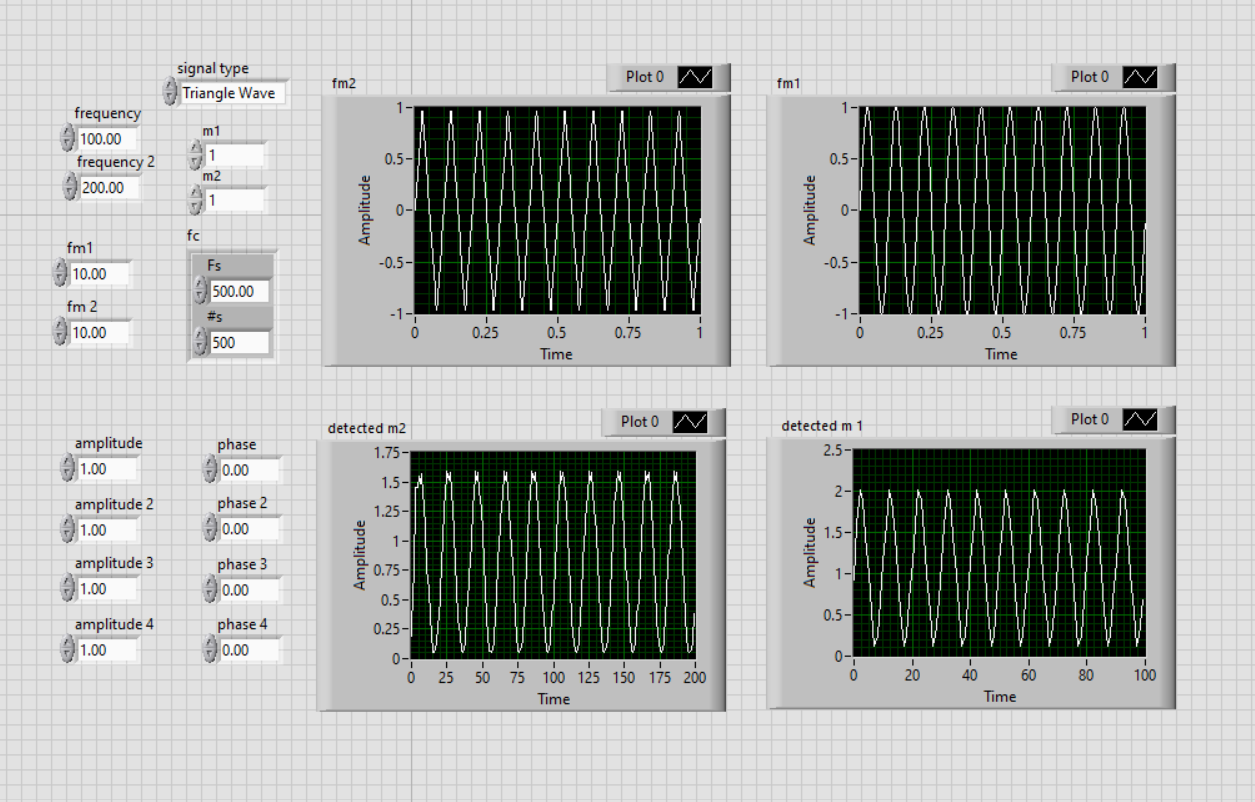 signal type
Triangle Wave
frequency
100.00
frequency 2
200.00
m1
1
m2
1
fm1
10.00
fm 2
10.00
fc
Fs
500.00
#s
500
fm2
Plot 0
Amplitude
1
0.5
0
-0.5
-1
0 0.25 0.5 0.75 1
Time
fm1
Plot 0
Amplitude
1
0.5
0
-0.5
-1
0 0.25 0.5 0.75 1
Time
amplitude
1.00
amplitude 2
1.00
amplitude 3
1.00
amplitude 4
1.00
phase
0.00
phase 2
0.00
phase 3
0.00
phase 4
0.00
detected m2
Plot 0
Amplitude
1.75
1.5
1.25
1
0.75
0.5
0.25
0
0 25 50 75 100 125 150 175 200
Time
detected m 1
Plot 0
Amplitude
2.5
2
1.5
1
0.5
0
0 20 40 60 80 100
Time